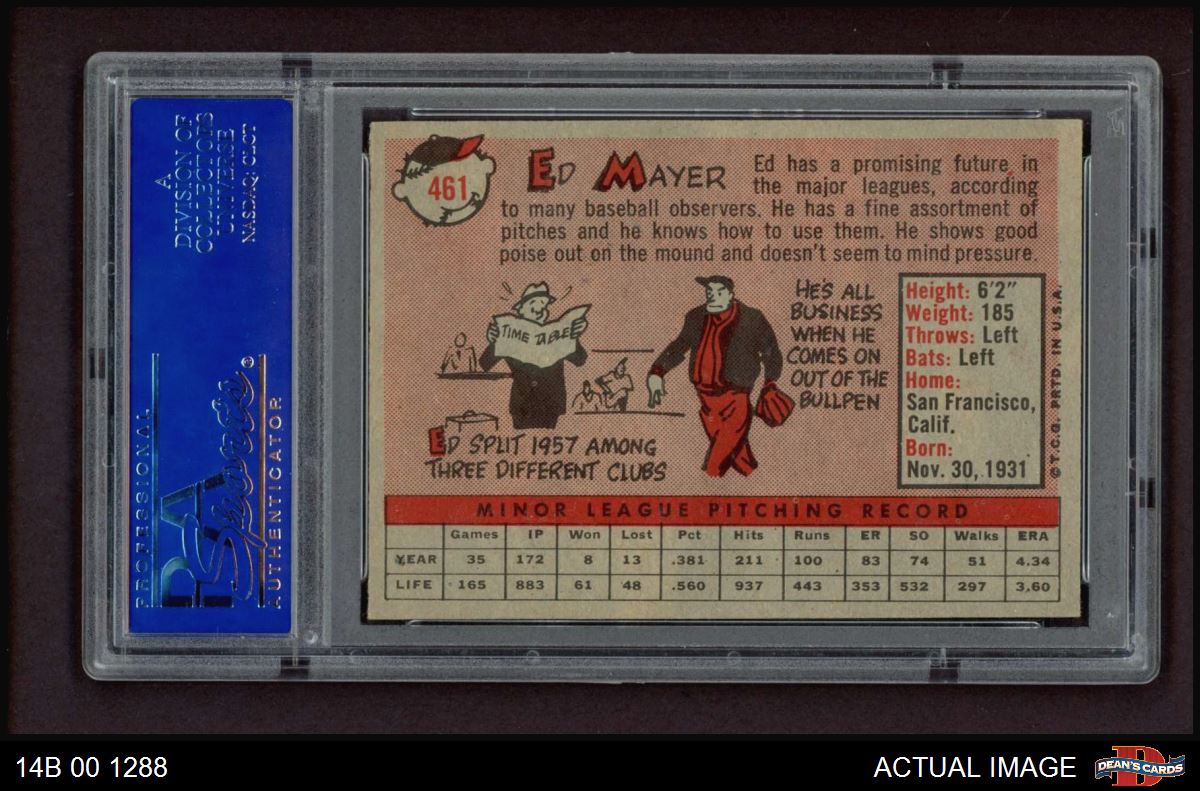 A
DIVISION OF
COLLECTORS
UNIVERSE
NASDAQ: CLCT
PROFESSIONAL
PSA
Sports
AUTHENTICATOR
461
ED MAYER
Ed has a promising future in
the major leagues, according
to many baseball observers. He has a fine assortment of
pitches and he knows how to use them. He shows good
poise out on the mound and doesn't seem to mind pressure.
TIME TABLE
ED SPLIT 1957 AMONG
THREE DIFFERENT CLUBS
HE'S ALL
BUSINESS
WHEN HE
COMES ON
OUT OF THE
BULLPEN
Height: 6'2"
Weight: 185
Throws: Left
Bats: Left
Home:
San Francisco,
Calif.
Born:
Nov. 30, 1931
© T.C.G. PRTD. IN U.S.A.
MINOR LEAGUE PITCHING RECORD
Games IP Won Lost Pct Hits Runs ER SO Walks ERA
YEAR 35 172 8 13 .381 211 100 83 74 51 4.34
LIFE 165 883 61 48 .560 937 443 353 532 297 3.60
14B 00 1288
ACTUAL IMAGE
DEAN'S CARDS